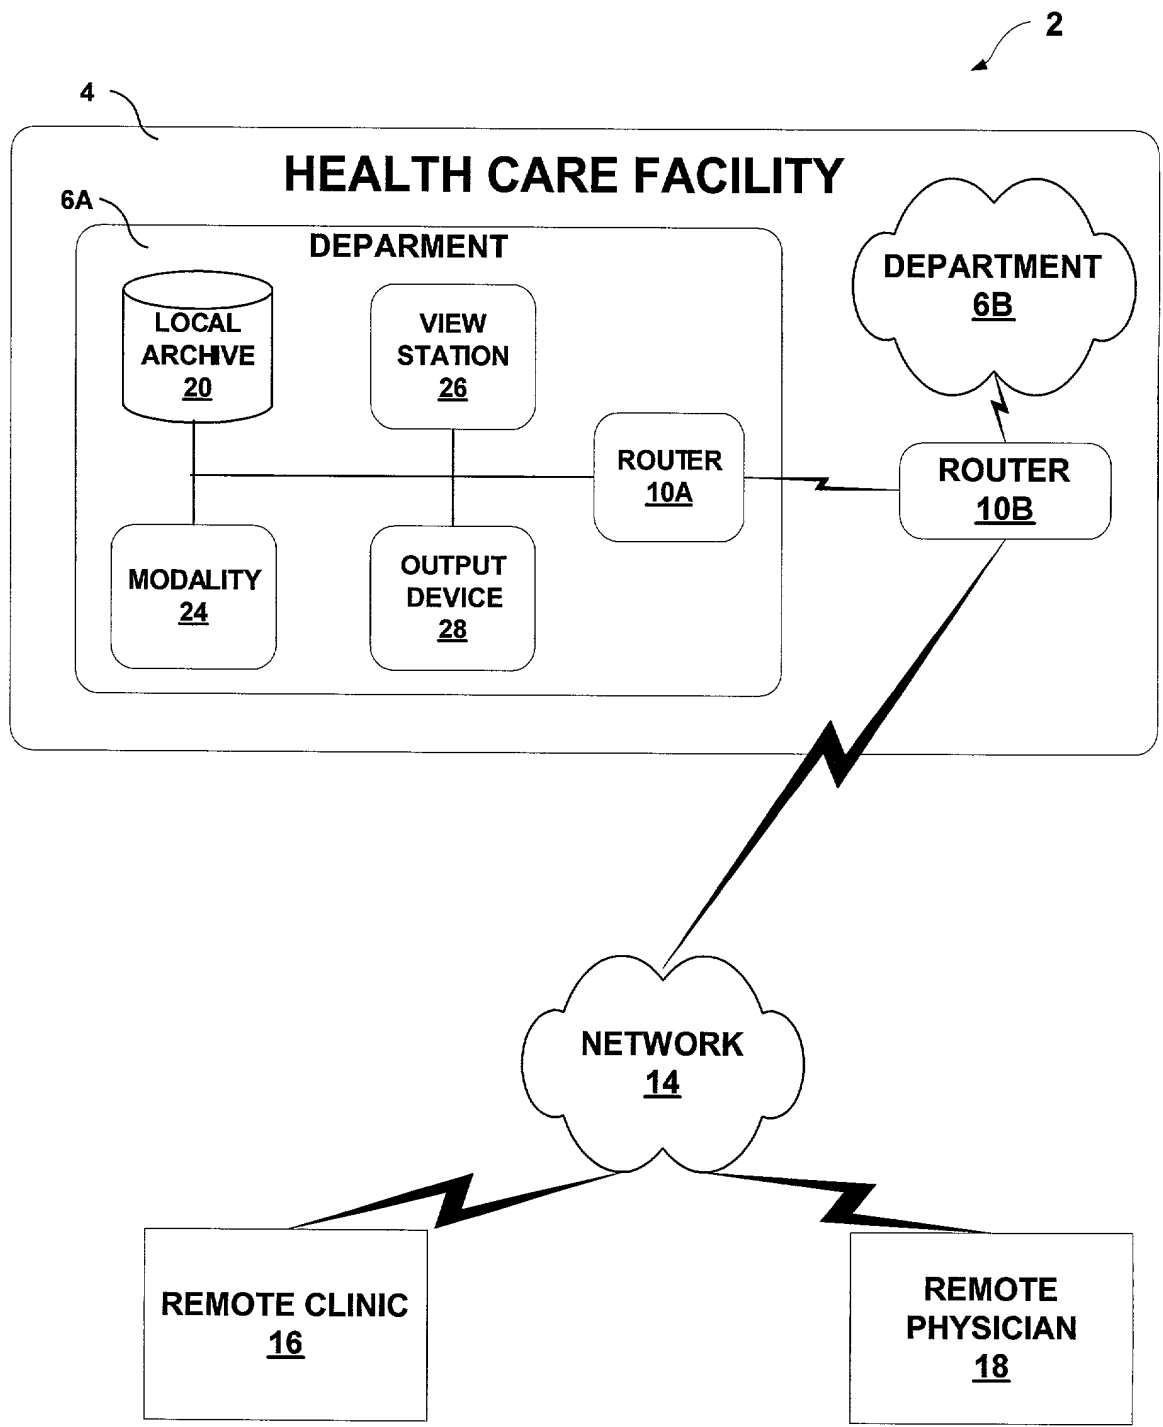 2
4
HEALTH CARE FACILITY
6A
DEPARMENT
LOCAL
ARCHIVE
20
VIEW
STATION
26
DEPARTMENT
6B
ROUTER
10A
ROUTER
10B
MODALITY
24
OUTPUT
DEVICE
28
NETWORK
14
REMOTE CLINIC
16
REMOTE
PHYSICIAN
18